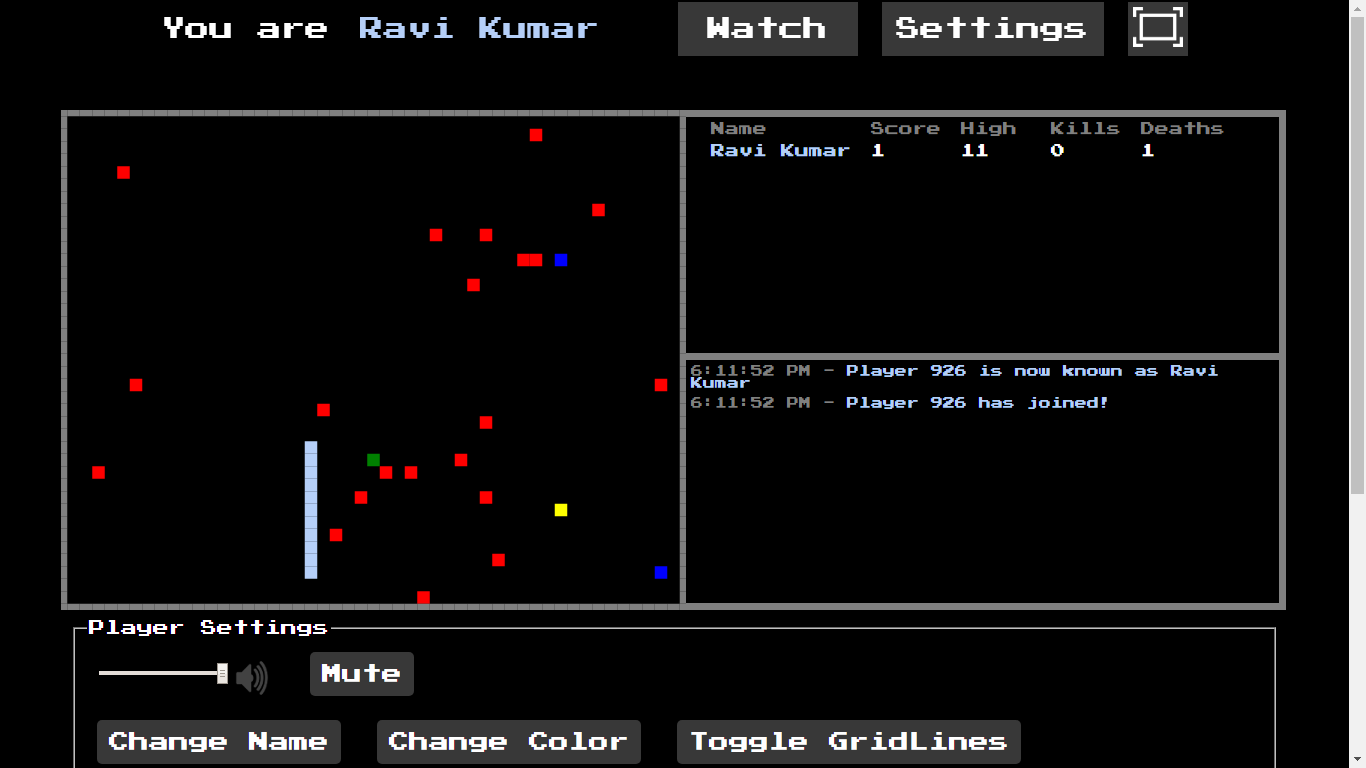 You are Ravi Kumar Watch Settings
Name Score High Kills Deaths
Ravi Kumar 1 11 0 1
6:11:52 PM - Player 926 is now known as Ravi
Kumar
6:11:52 PM - Player 926 has joined!
Player Settings
Mute
Change Name Change Color Toggle GridLines